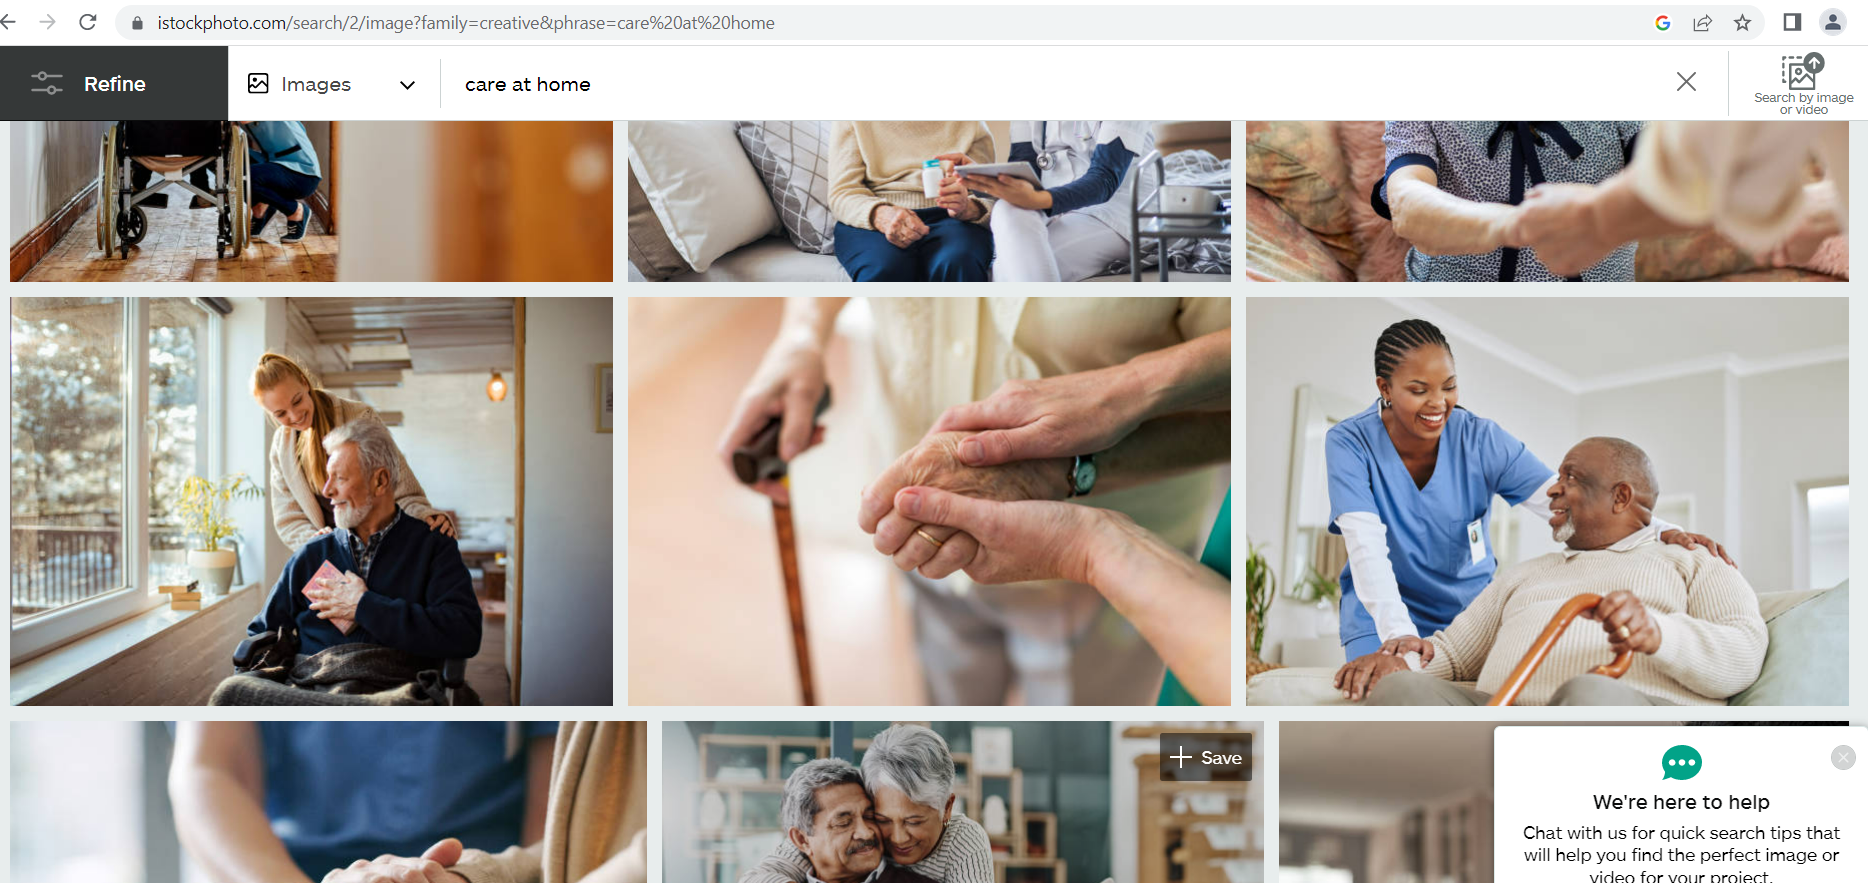 istockphoto.com/search/2/image?family=creative&phrase=care%20at%20home
Refine
Images
care at home
Search by image
or video
Save
We're here to help
Chat with us for quick search tips that
will help you find the perfect image or
video for your project.